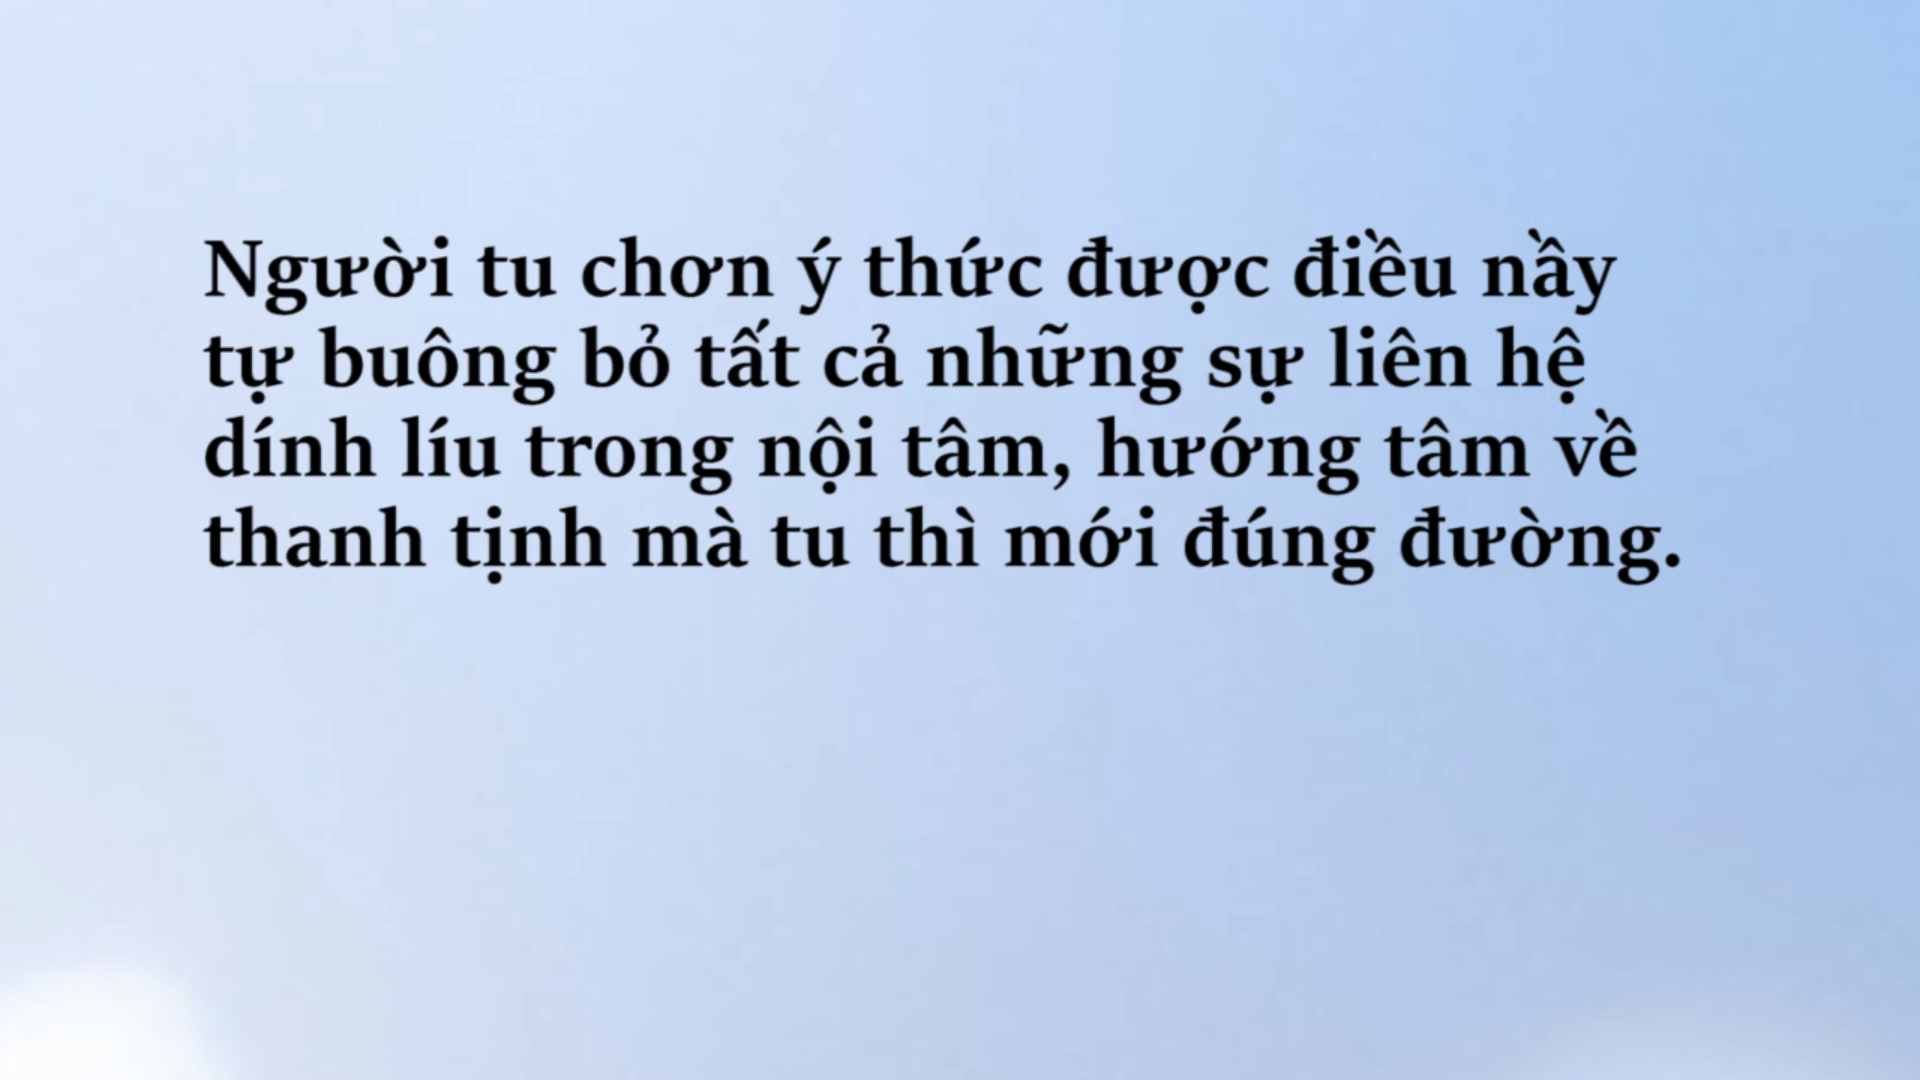 Người tu chơn ý thức được điều nầy
tự buông bỏ tất cả những sự liên hệ
dính líu trong nội tâm, hướng tâm về
thanh tịnh mà tu thì mới đúng đường.